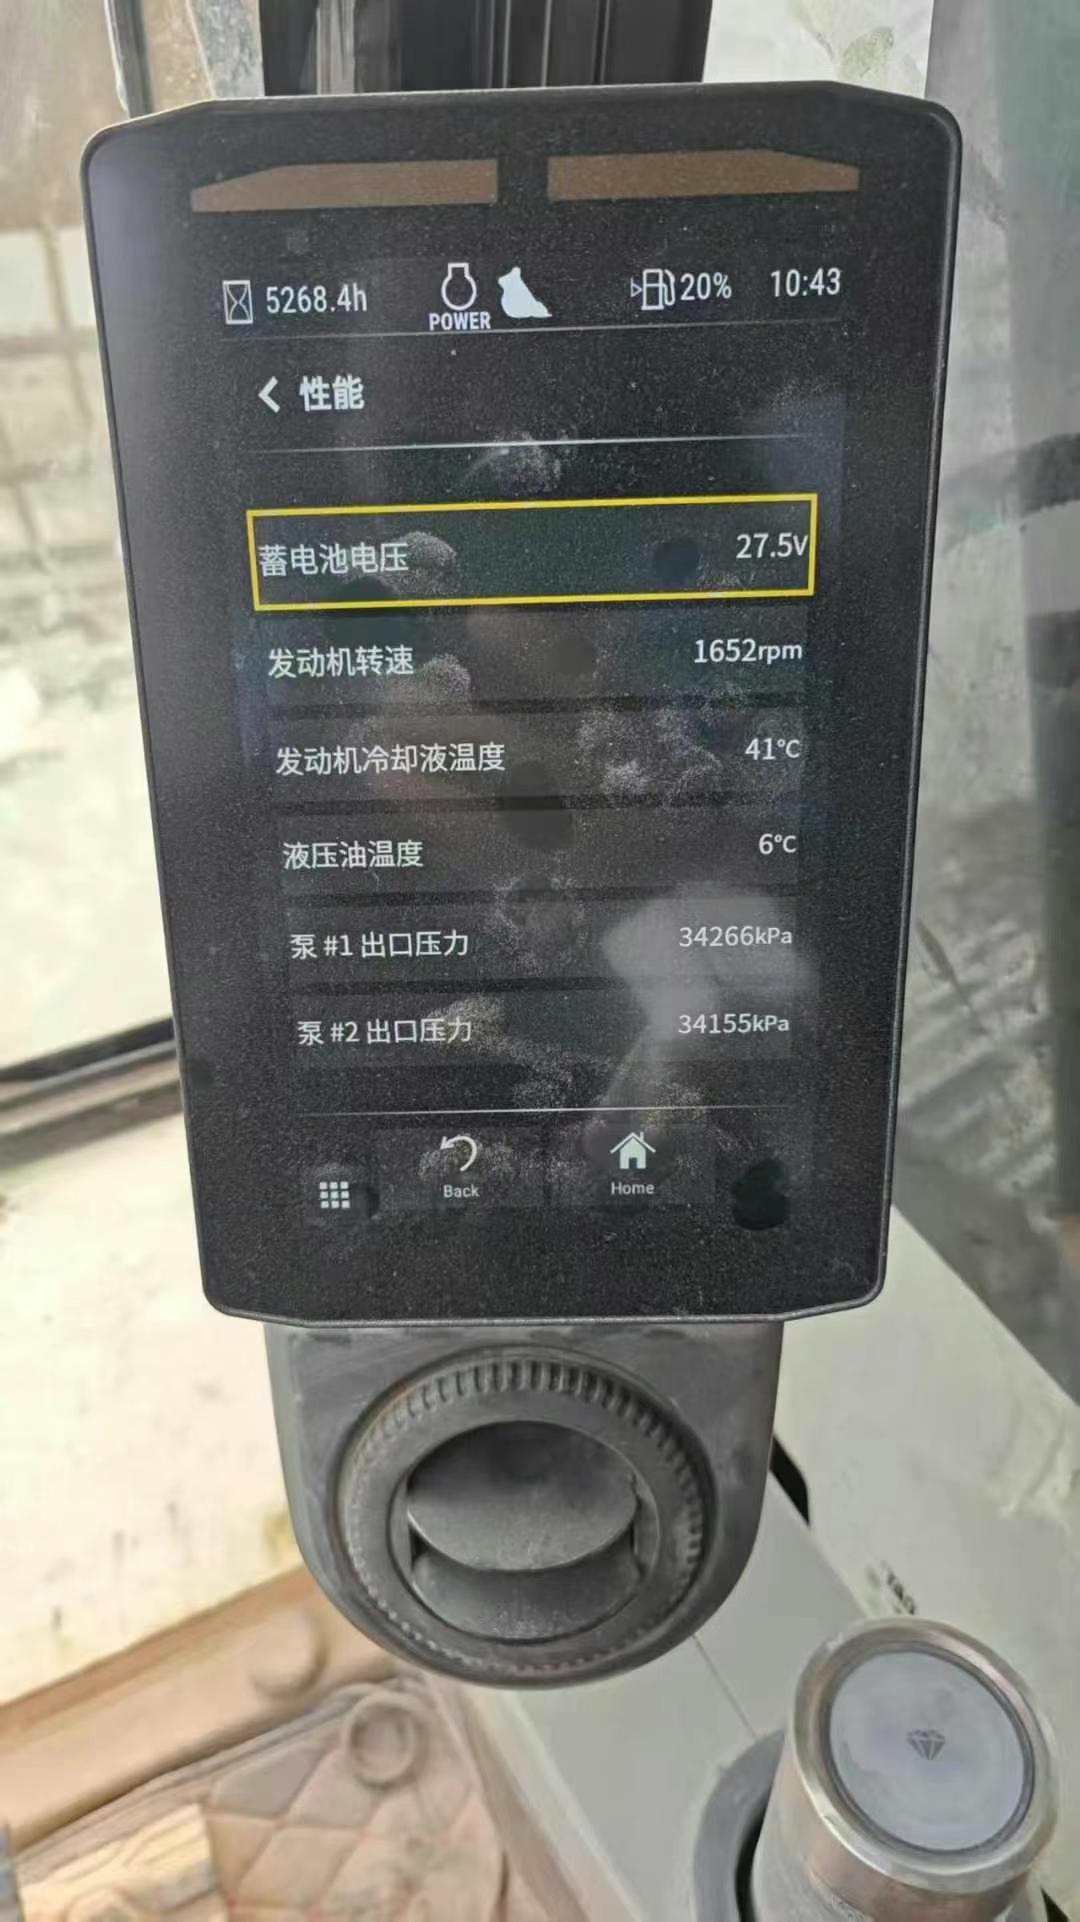 5268.4h
POWER
20%
10:43
性能
蓄电池电压 27.5V
发动机转速 1652rpm
发动机冷却液温度 41℃
液压油温度 6℃
泵 #1 出口压力 34266kPa
泵 #2 出口压力 34155kPa
Back
Home